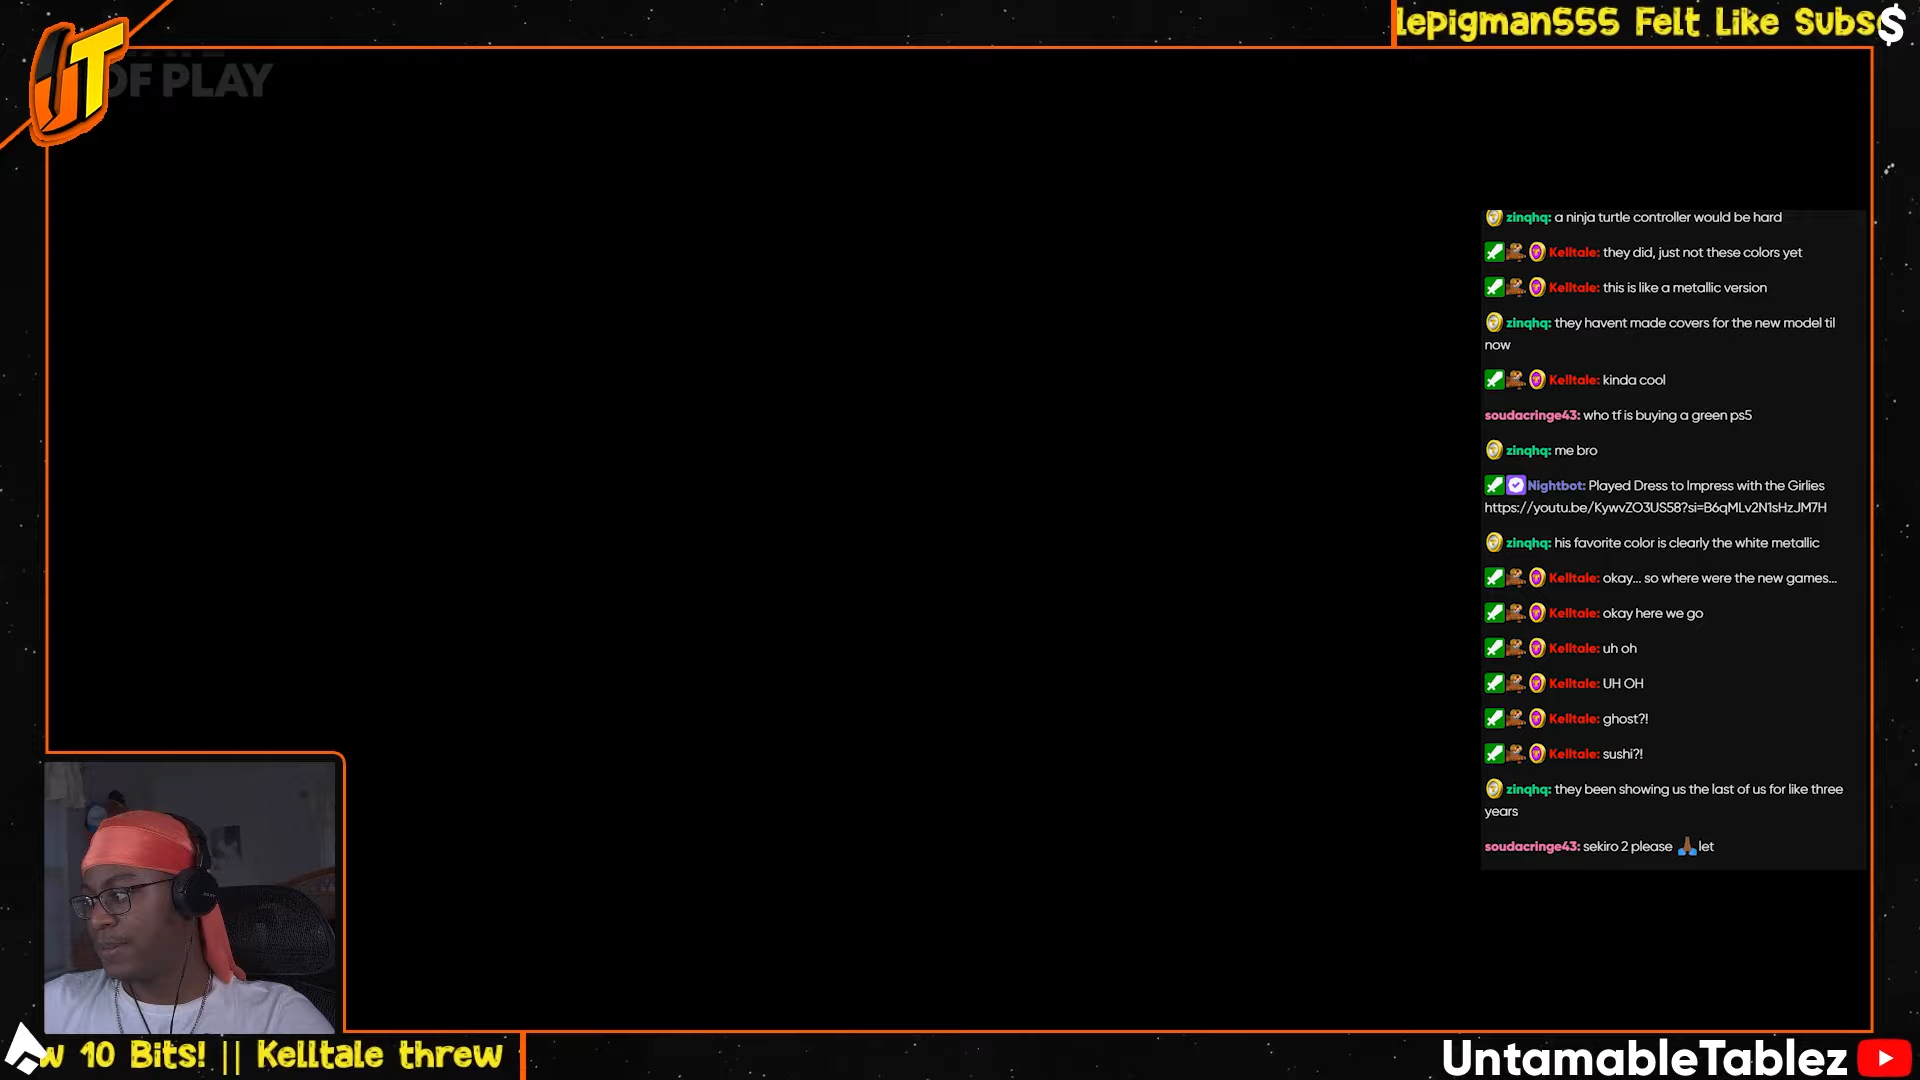 lepigman555 Felt Like Subs
OF PLAY
UT
zinqhq: a ninja turtle controller would be hard
Kelltale: they did, just not these colors yet
Kelltale: this is like a metallic version
zinqhq: they havent made covers for the new model til
now
Kelltale: kinda cool
soudacringe43: who tf is buying a green ps5
zinqhq: me bro
Nightbot: Played Dress to Impress with the Girlies
https://youtu.be/KywvZO3US58?si=B6qMLv2N1sHzJM7H
zinqhq: his favorite color is clearly the white metallic
Kelltale: okay... so where were the new games...
Kelltale: okay here we go
Kelltale: uh oh
Kelltale: UH OH
Kelltale: ghost?!
Kelltale: sushi?!
zinqhq: they been showing us the last of us for like three
years
soudacringe43: sekiro 2 please 🙏🏾 let
w 10 Bits! || Kelltale threw
UntamableTablez